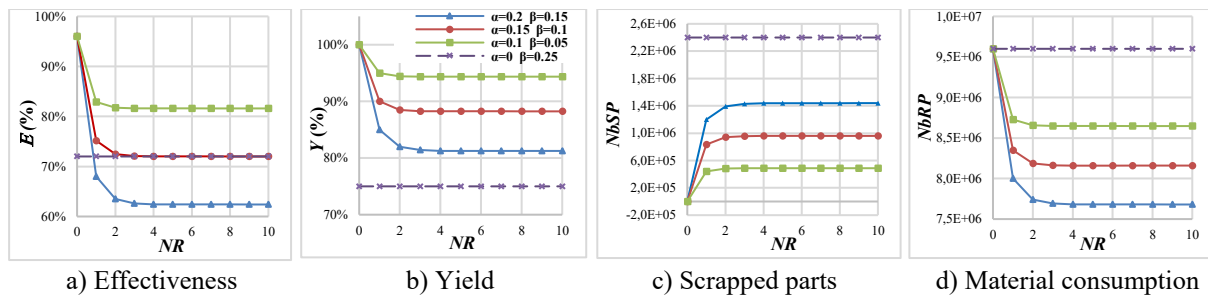 100%
90%
80%
70%
60%
E (%)
0 2 4 6 8 10
NR
a) Effectiveness
α=0.2 β=0.15
α=0.15 β=0.1
α=0.1 β=0.05
α=0 β=0.25
100%
90%
80%
70%
Y (%)
0 2 4 6 8 10
NR
b) Yield
2,6E+06
2,2E+06
1,8E+06
1,4E+06
1,0E+06
6,0E+05
2,0E+05
-2,0E+05
NbSP
0 2 4 6 8 10
NR
c) Scrapped parts
1,0E+07
9,5E+06
9,0E+06
8,5E+06
8,0E+06
7,5E+06
NbRP
0 2 4 6 8 10
NR
d) Material consumption